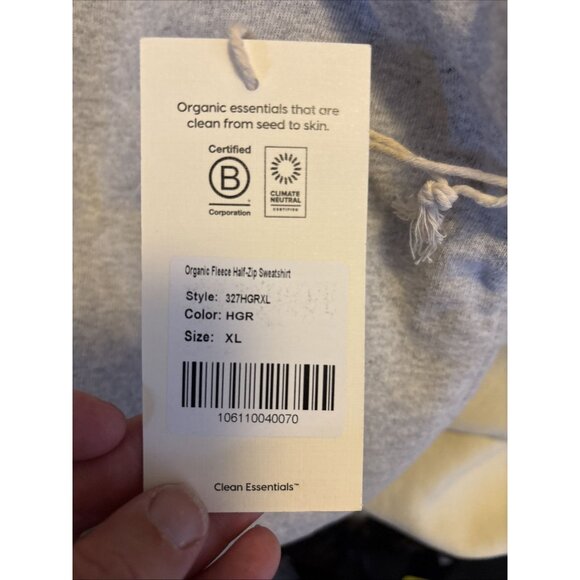 Organic essentials that are
clean from seed to skin.
Certified
B
Corporation
CLIMATE
NEUTRAL
CERTIFIED
Organic Fleece Half-Zip Sweatshirt
Style: 327HGRXL
Color: HGR
Size: XL
106110040070
Clean Essentials™